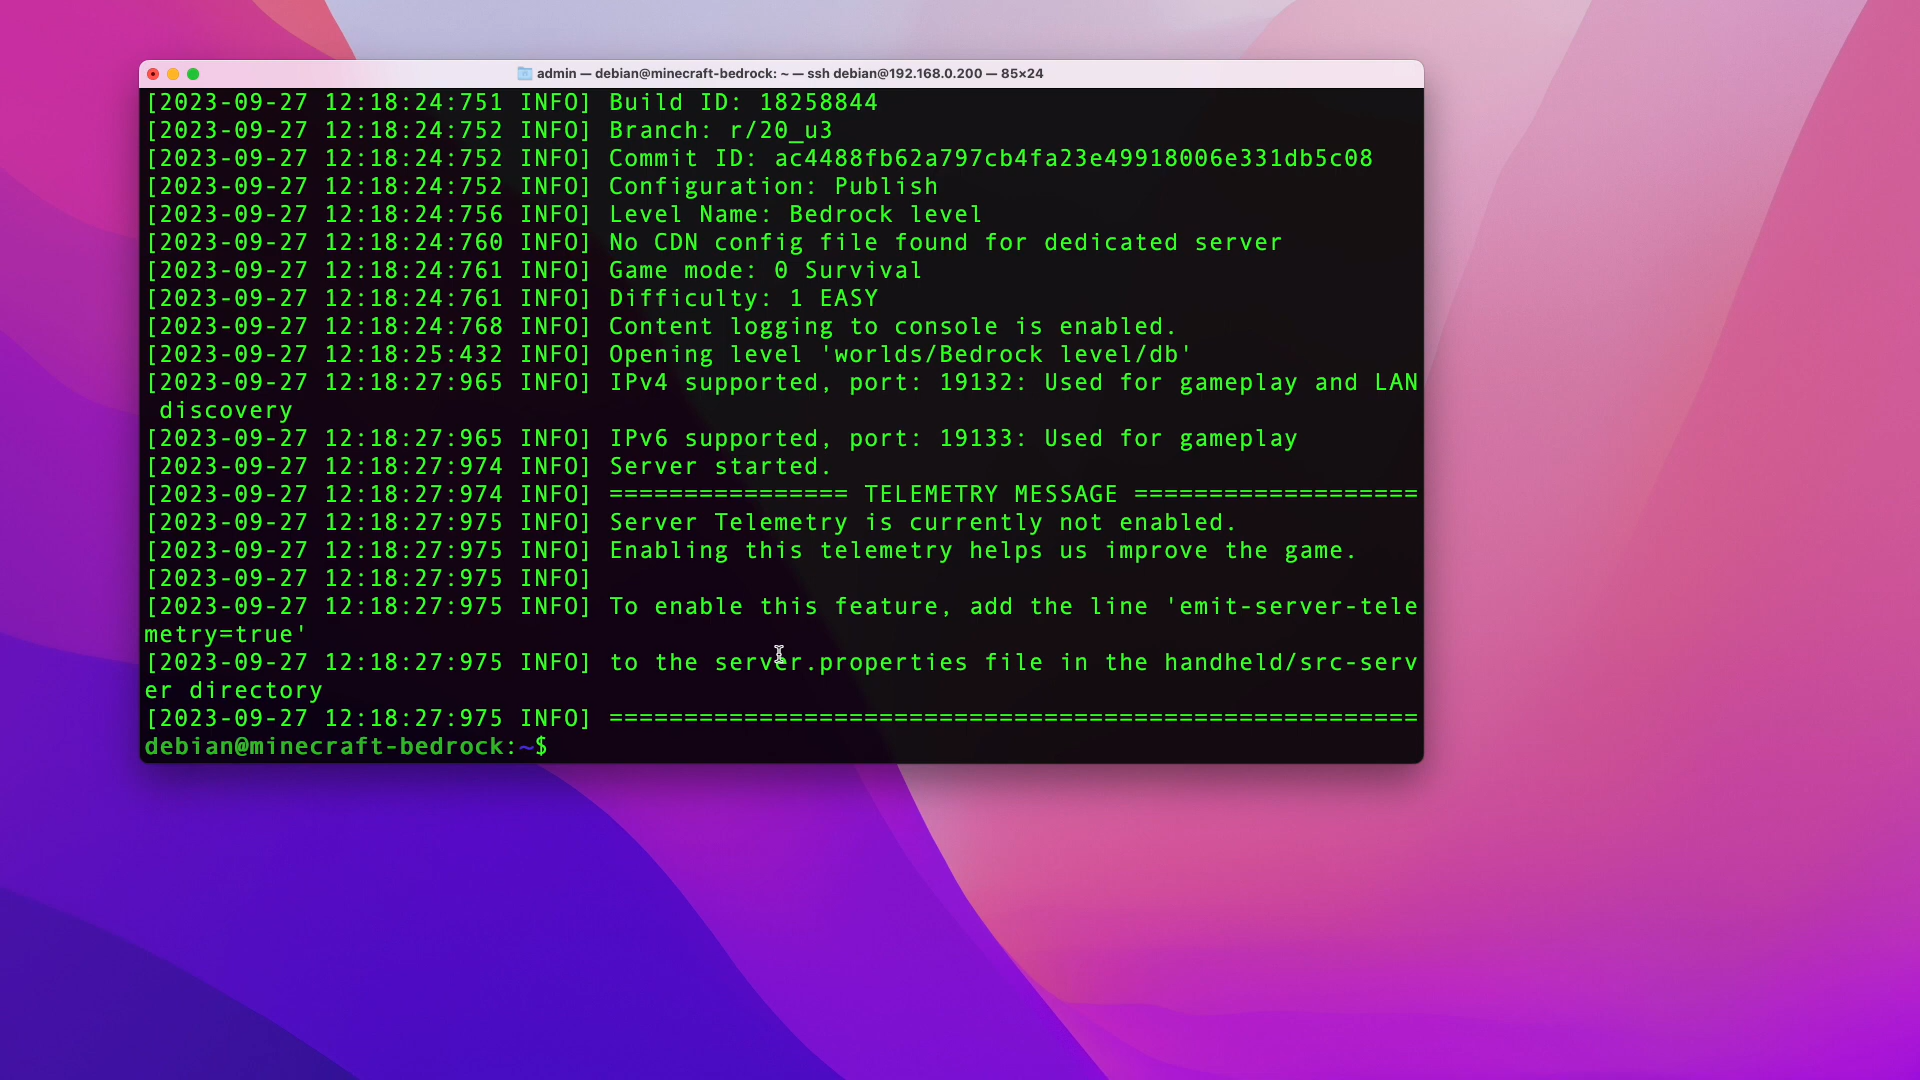 admin — debian@minecraft-bedrock: ~ — ssh debian@192.168.0.200 — 85×24
[2023-09-27 12:18:24:751 INFO] Build ID: 18258844
[2023-09-27 12:18:24:752 INFO] Branch: r/20_u3
[2023-09-27 12:18:24:752 INFO] Commit ID: ac4488fb62a797cb4fa23e49918006e331db5c08
[2023-09-27 12:18:24:752 INFO] Configuration: Publish
[2023-09-27 12:18:24:756 INFO] Level Name: Bedrock level
[2023-09-27 12:18:24:760 INFO] No CDN config file found for dedicated server
[2023-09-27 12:18:24:761 INFO] Game mode: 0 Survival
[2023-09-27 12:18:24:761 INFO] Difficulty: 1 EASY
[2023-09-27 12:18:24:768 INFO] Content logging to console is enabled.
[2023-09-27 12:18:25:432 INFO] Opening level 'worlds/Bedrock level/db'
[2023-09-27 12:18:27:965 INFO] IPv4 supported, port: 19132: Used for gameplay and LAN
 discovery
[2023-09-27 12:18:27:965 INFO] IPv6 supported, port: 19133: Used for gameplay
[2023-09-27 12:18:27:974 INFO] Server started.
[2023-09-27 12:18:27:974 INFO] ================ TELEMETRY MESSAGE ===================
[2023-09-27 12:18:27:975 INFO] Server Telemetry is currently not enabled.
[2023-09-27 12:18:27:975 INFO] Enabling this telemetry helps us improve the game.
[2023-09-27 12:18:27:975 INFO]
[2023-09-27 12:18:27:975 INFO] To enable this feature, add the line 'emit-server-tele
metry=true'
[2023-09-27 12:18:27:975 INFO] to the server.properties file in the handheld/src-serv
er directory
[2023-09-27 12:18:27:975 INFO] ======================================================
debian@minecraft-bedrock:~$